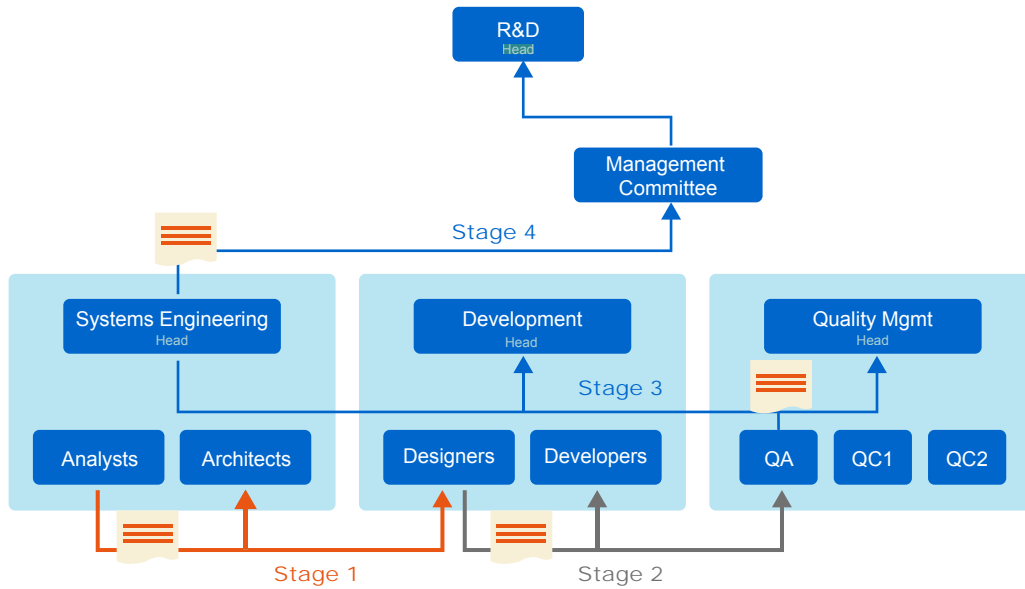 R&D
Head
Management
Committee
Stage 4
Systems Engineering
Head
Development
Head
Quality Mgmt
Head
Stage 3
Analysts
Architects
Designers
Developers
QA
QC1
QC2
Stage 1
Stage 2